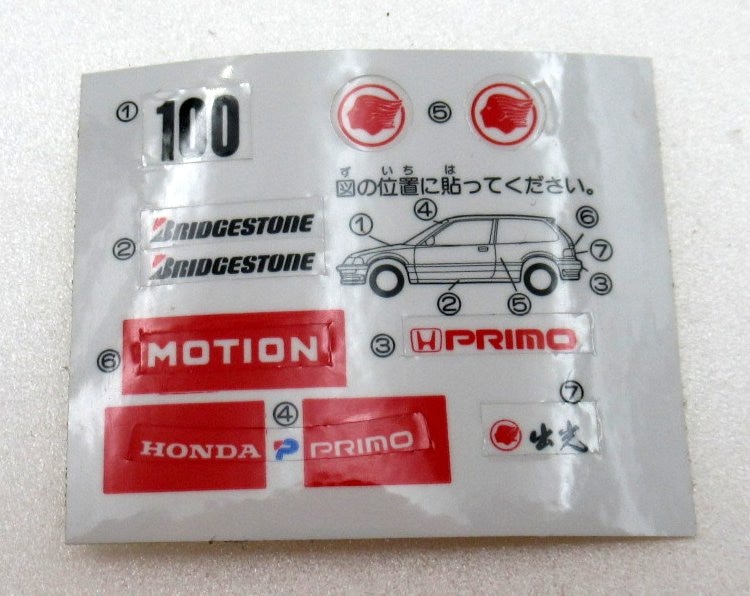 ① 100
⑤
ず いち は
図の位置に貼ってください。
② BRIDGESTONE
BRIDGESTONE
① ④ ⑥ ⑦ ③ ② ⑤
⑥ MOTION
③ H PRIMO
④ HONDA P PRIMO
⑦ 出光